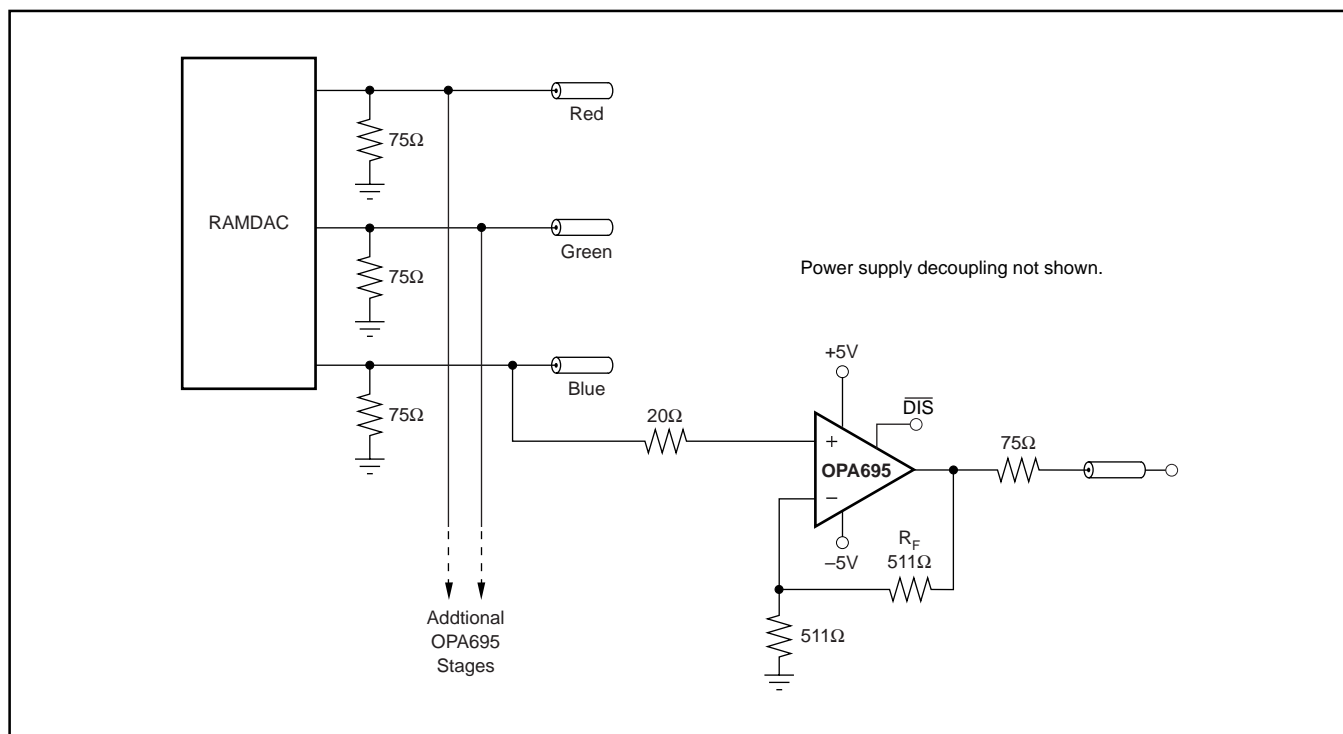 Red
75Ω
RAMDAC
Green
75Ω
Power supply decoupling not shown.
Blue
75Ω
+5V
DIS
20Ω
75Ω
+
OPA695
−
–5V
RF
511Ω
511Ω
Addtional
OPA695
Stages